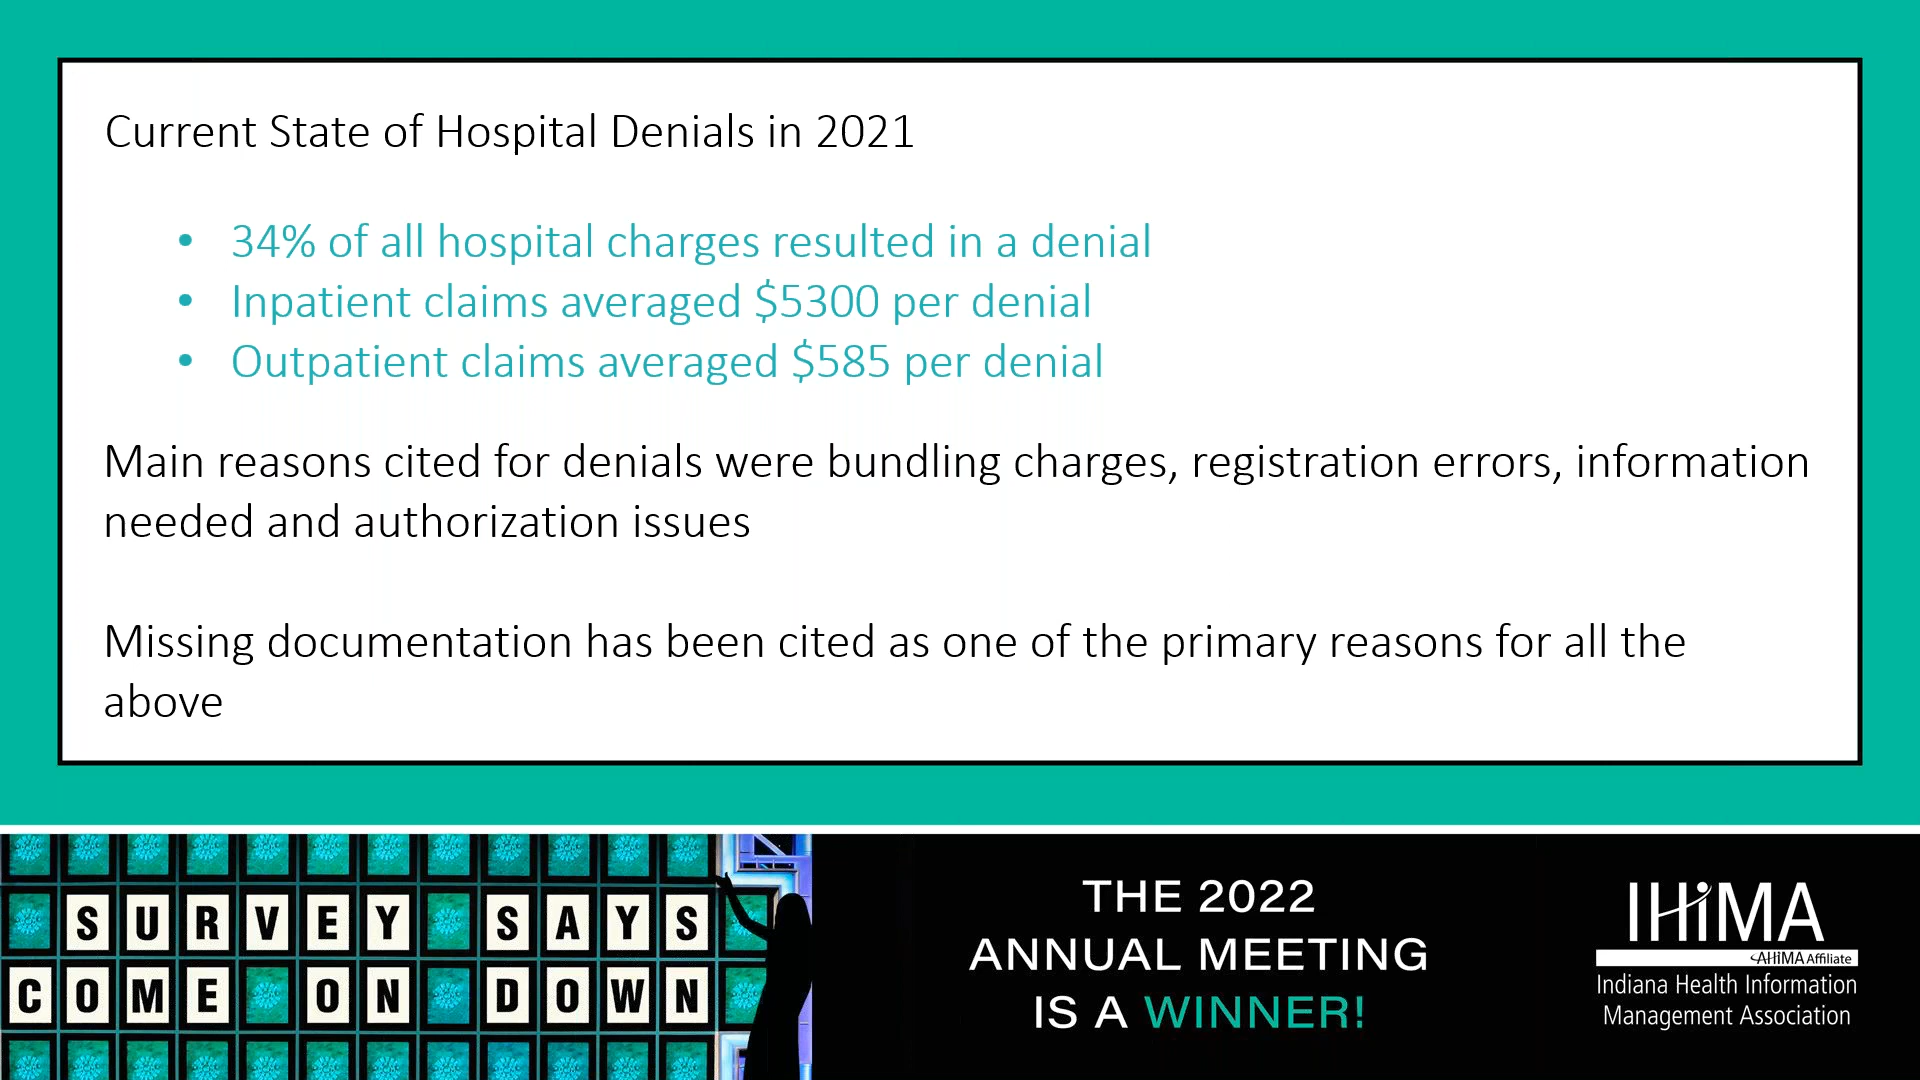 Current State of Hospital Denials in 2021
• 34% of all hospital charges resulted in a denial
• Inpatient claims averaged $5300 per denial
• Outpatient claims averaged $585 per denial
Main reasons cited for denials were bundling charges, registration errors, information
needed and authorization issues
Missing documentation has been cited as one of the primary reasons for all the
above
SURVEY SAYS
COME ON DOWN
THE 2022
ANNUAL MEETING
IS A WINNER!
IHiMA
AHiMA Affiliate
Indiana Health Information
Management Association